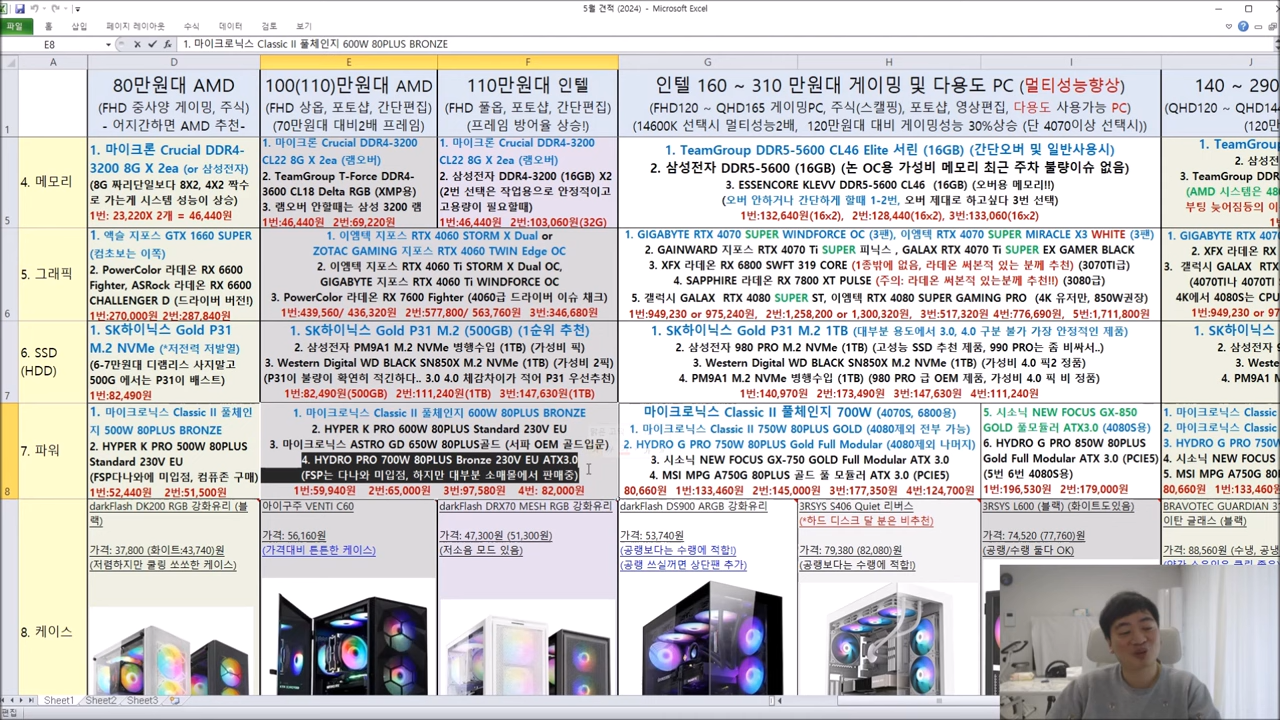 5월 견적 (2024) - Microsoft Excel
파일 홈 삽입 페이지 레이아웃 수식 데이터 검토 보기
E8
1. 마이크로닉스 Classic II 풀체인지 600W 80PLUS BRONZE
A D E F G H I J
1
80만원대 AMD
(FHD 중사양 게이밍, 주식)
- 어지간하면 AMD 추천-
100(110)만원대 AMD
(FHD 상옵, 포토샵, 간단편집)
(70만원대 대비2배 프레임)
110만원대 인텔
(FHD 풀옵, 포토샵, 간단편집)
(프레임 방어율 상승!)
인텔 160 ~ 310 만원대 게이밍 및 다용도 PC (멀티성능향상)
(FHD120 ~ QHD165 게이밍PC, 주식(스캘핑), 포토샵, 영상편집, 다용도 사용가능 PC)
(14600K 선택시 멀티성능2배, 120만원대 대비 게이밍성능 30%상승 (단 4070이상 선택시))
140 ~ 290
(QHD120 ~ QHD14
(120만
5
4. 메모리
1. 마이크론 Crucial DDR4-
3200 8G X 2ea (or 삼성전자)
(8G 짜리단일보다 8X2, 4X2 짝수
로 가는게 시스템 성능이 상승)
1번: 23,220X 2개 = 46,440원
1. 마이크론 Crucial DDR4-3200
CL22 8G X 2ea (램오버)
2. TeamGroup T-Force DDR4-
3600 CL18 Delta RGB (XMP용)
3. 램오버 안할때는 삼성 3200 램
1번:46,440원 2번:69,220원
1. 마이크론 Crucial DDR4-3200
CL22 8G X 2ea (램오버)
2. 삼성전자 DDR4-3200 (16GB) X2
(2번 선택은 작업용으로 안정적이고
고용량이 필요할때)
1번:46,440원 2번:103,060원(32G)
1. TeamGroup DDR5-5600 CL46 Elite 서린 (16GB) (간단오버 및 일반사용시)
2. 삼성전자 DDR5-5600 (16GB) (논 OC용 가성비 메모리 최근 주차 불량이슈 없음)
3. ESSENCORE KLEVV DDR5-5600 CL46 (16GB) (오버용 메모리!!)
(오버 안하거나 간단하게 할때 1-2번, 오버 제대로 하고싶다 3번 선택)
1번:132,640원(16x2), 2번:128,440원(16x2), 3번:133,060원(16x2)
1. TeamGrou
2. 삼성전자
3. TeamGroup DD
(AMD 시스템은 48
부팅 늦어짐등의 이
6
5. 그래픽
1. 액슬 지포스 GTX 1660 SUPER
(컴초보는 이쪽)
2. PowerColor 라데온 RX 6600
Fighter, ASRock 라데온 RX 6600
CHALLENGER D (드라이버 버전!)
1번:270,000원 2번:287,840원
1. 이엠텍 지포스 RTX 4060 STORM X Dual or
ZOTAC GAMING 지포스 RTX 4060 TWIN Edge OC
2. 이엠텍 지포스 RTX 4060 Ti STORM X Dual OC,
GIGABYTE 지포스 RTX 4060 Ti WINDFORCE OC
3. PowerColor 라데온 RX 7600 Fighter (4060급 드라이버 이슈 체크)
1번:439,560/ 436,320원 2번:577,800/ 563,760원 3번:346,680원
1. GIGABYTE RTX 4070 SUPER WINDFORCE OC (3팬), 이엠텍 RTX 4070 SUPER MIRACLE X3 WHITE (3팬)
2. GAINWARD 지포스 RTX 4070 Ti SUPER 피닉스 , GALAX RTX 4070 Ti SUPER EX GAMER BLACK
3. XFX 라데온 RX 6800 SWFT 319 CORE (1종밖에 없음, 라데온 써본적 있는 분께 추천) (3070TI급)
4. SAPPHIRE 라데온 RX 7800 XT PULSE (주의: 라데온 써본적있는 분께 추천!!) (3080급)
5. 갤럭시 GALAX RTX 4080 SUPER ST, 이엠텍 RTX 4080 SUPER GAMING PRO (4K 유저만, 850W권장)
1번:949,230 or 975,240원, 2번:1,258,200 or 1,300,320원, 3번:517,320원 4번:776,690원, 5번:1,711,800원
1. GIGABYTE RTX 407
2. XFX 라데온 RX
3. 갤럭시 GALAX
(4070TI나 4070TI
4K에서 4080S는 CPU
1번:949,230 or 975
7
6. SSD
(HDD)
1. SK하이닉스 Gold P31
M.2 NVMe (*저전력 저발열)
(6-7만원대 디램리스 사지말고
500G 에서는 P31이 베스트)
1번:82,490원
1. SK하이닉스 Gold P31 M.2 (500GB) (1순위 추천)
2. 삼성전자 PM9A1 M.2 NVMe 병행수입 (1TB) (가성비 픽)
3. Western Digital WD BLACK SN850X M.2 NVMe (1TB) (가성비 2픽)
(P31이 불량이 확연히 적긴하다.. 3.0 4.0 체감차이가 적어 P31 우선추천)
1번:82,490원(500GB) 2번:111,240원(1TB) 3번:147,630원(1TB)
1. SK하이닉스 Gold P31 M.2 1TB (대부분 용도에서 3.0, 4.0 구분 불가 가장 안정적인 제품)
2. 삼성전자 980 PRO M.2 NVMe (1TB) (고성능 SSD 추천 제품, 990 PRO는 좀 비싸서..)
3. Western Digital WD BLACK SN850X M.2 NVMe (1TB) (가성비 4.0 픽2 정품)
4. PM9A1 M.2 NVMe 병행수입 (1TB) (980 PRO 급 OEM 제품, 가성비 4.0 픽 비 정품)
1번:140,970원 2번:173,490원 3번:147,630원 4번:111,240원
1. SK하이닉스
2. 삼성전자
3. Weste
4. PM9A1 M
1번:1
8
7. 파워
1. 마이크로닉스 Classic II 풀체인
지 500W 80PLUS BRONZE
2. HYPER K PRO 500W 80PLUS
Standard 230V EU
(FSP다나와에 미입점, 컴퓨존 구매)
1번:52,440원 2번:51,500원
1. 마이크로닉스 Classic II 풀체인지 600W 80PLUS BRONZE
2. HYPER K PRO 600W 80PLUS Standard 230V EU
3. 마이크로닉스 ASTRO GD 650W 80PLUS골드 (서파 OEM 골드입문)
4. HYDRO PRO 700W 80PLUS Bronze 230V EU ATX3.0
(FSP는 다나와 미입점, 하지만 대부분 소매몰에서 판매중)
1번:59,940원 2번:65,000원 3번:97,580원 4번: 82,000원
마이크로닉스 Classic II 풀체인지 700W (4070S, 6800용)
1. 마이크로닉스 Classic II 750W 80PLUS GOLD (4080제외 전부 가능)
2. HYDRO G PRO 750W 80PLUS Gold Full Modular (4080제외 나머지)
3. 시소닉 NEW FOCUS GX-750 GOLD Full Modular ATX 3.0
4. MSI MPG A750G 80PLUS 골드 풀 모듈러 ATX 3.0 (PCIE5)
80,660원 1번:133,460원 2번:145,000원 3번:177,350원 4번:124,700원
5. 시소닉 NEW FOCUS GX-850
GOLD 풀모듈러 ATX3.0 (4080S용)
6. HYDRO G PRO 850W 80PLUS
Gold Full Modular ATX 3.0 (PCIE5)
(5번 6번 4080S용)
5번:196,530원 2번:179,000원
1. 마이크로닉스 C
2. 마이크로닉스 Cl
3. HYDRO G PRO
4. 시소닉 NEW FOCUS
5. MSI MPG A750
80,660원 1번:133,460
8. 케이스
darkFlash DK200 RGB 강화유리 (블
랙)
가격: 37,800 (화이트:43,740)원
(저렴하지만 쿨링 쏘쏘한 케이스)
아이구주 VENTI C60
가격: 56,160원
(가격대비 튼튼한 케이스)
darkFlash DRX70 MESH RGB 강화유리
가격: 47,300원 (51,300원)
(저소음 모드 있음)
darkFlash DS900 ARGB 강화유리
가격: 53,740원
(공랭보다는 수랭에 적합!)
(공랭 쓰실꺼면 상단팬 추가)
3RSYS S406 Quiet 리버스
(*하드 디스크 달 분은 비추천)
가격: 79,380 (82,080)원
(공랭보다는 수랭에 적합!)
3RSYS L600 (블랙) (화이트도있음)
가격: 74,520 (77,760)원
(공랭/수랭 둘다 OK)
BRAVOTEC GUARDIAN 3
이탄 글래스 (블랙)
가격: 88,560원 (수냉, 공냉
Sheet1 Sheet2 Sheet3
편집